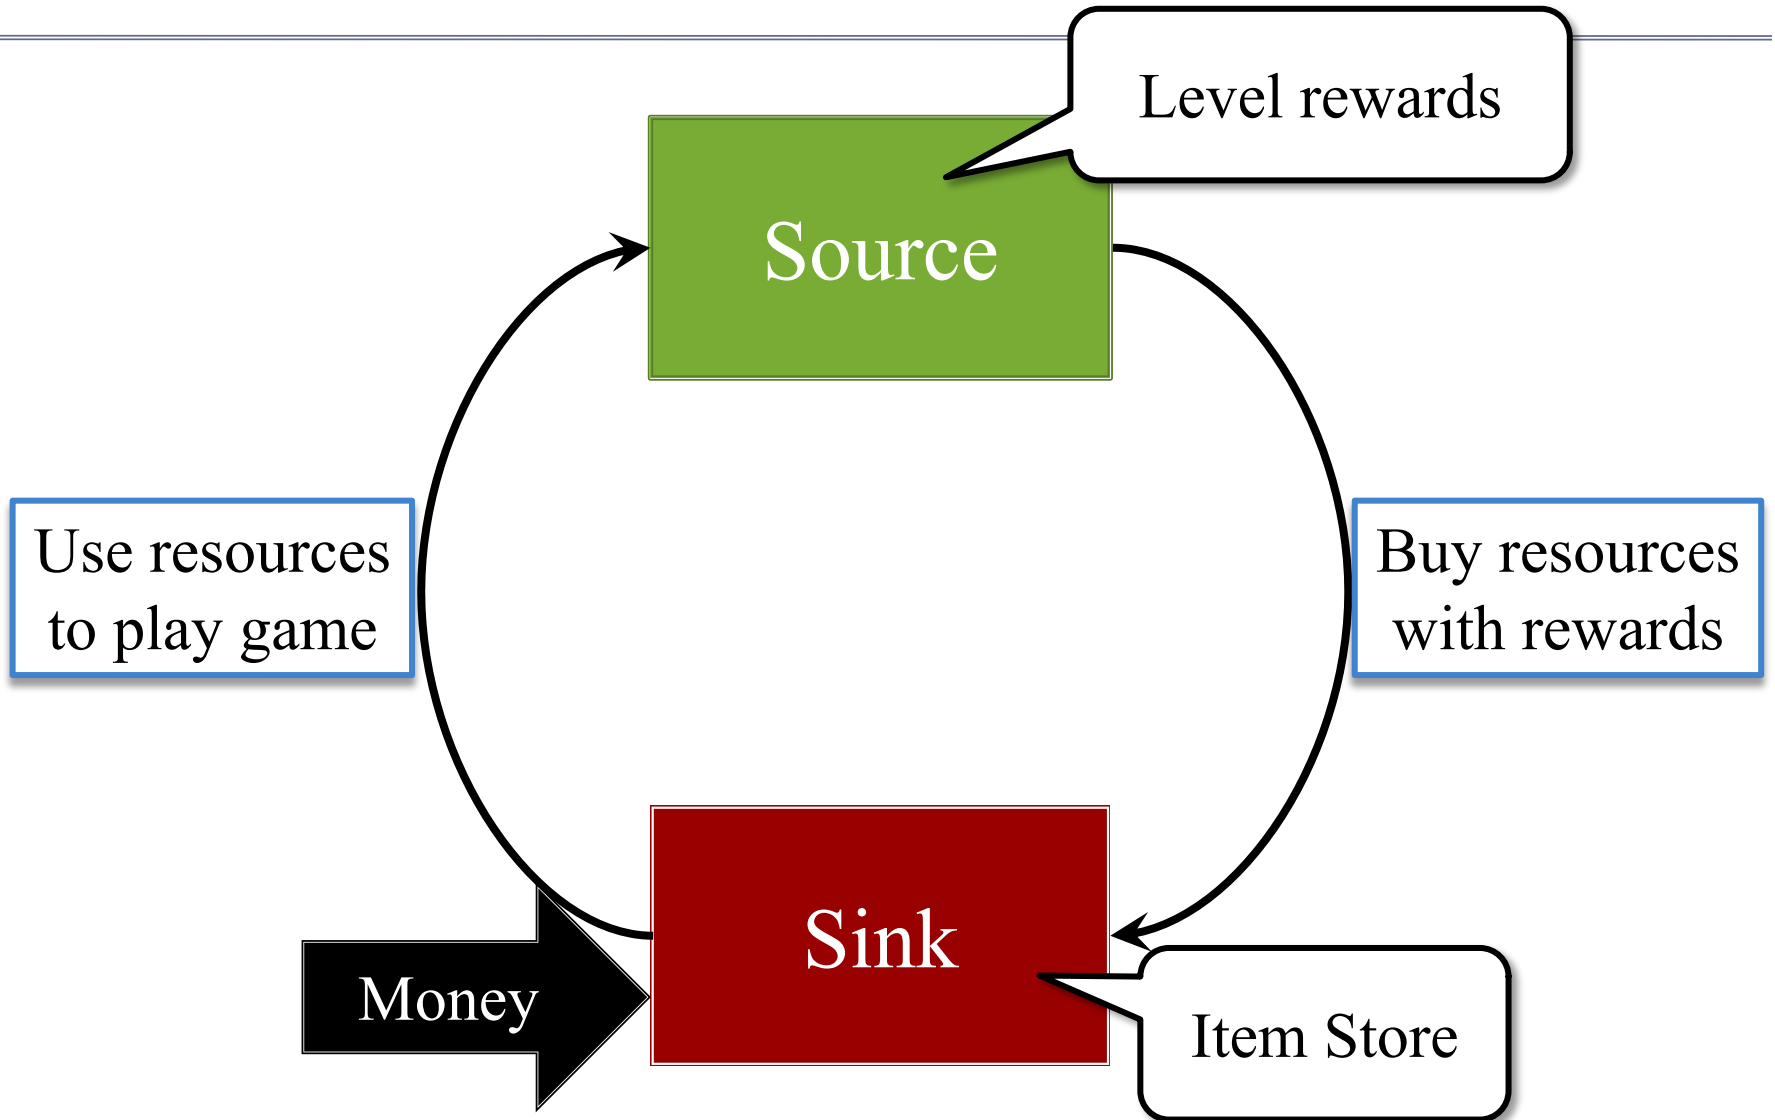 Level rewards
Source
Use resources
to play game
Buy resources
with rewards
Sink
Money
Item Store